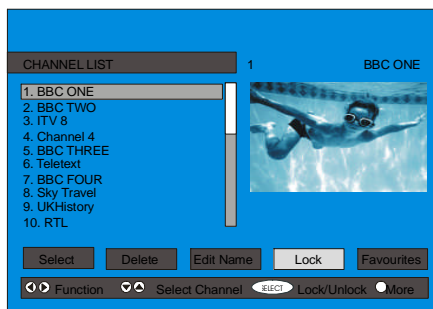 CHANNEL LIST
1 BBC ONE
1. BBC ONE
2. BBC TWO
3. ITV 8
4. Channel 4
5. BBC THREE
6. Teletext
7. BBC FOUR
8. Sky Travel
9. UKHistory
10. RTL
Select Delete Edit Name Lock Favourites
Function Select Channel SELECT Lock/Unlock More